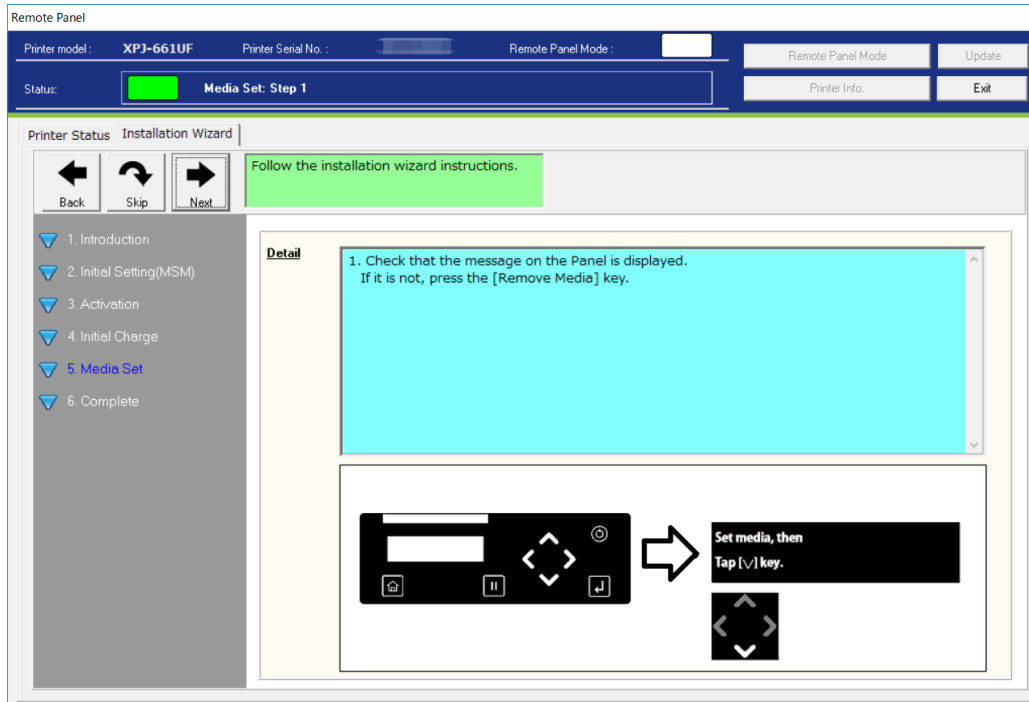 Remote Panel
Printer model : XPJ-661UF Printer Serial No. : Remote Panel Mode : Remote Panel Mode Update
Status: Media Set: Step 1 Printer Info. Exit
Printer Status Installation Wizard
Back Skip Next
Follow the installation wizard instructions.
1. Introduction
2. Initial Setting(MSM)
3. Activation
4. Initial Charge
5. Media Set
6. Complete
Detail
1. Check that the message on the Panel is displayed.
If it is not, press the [Remove Media] key.
Set media, then
Tap [∨] key.